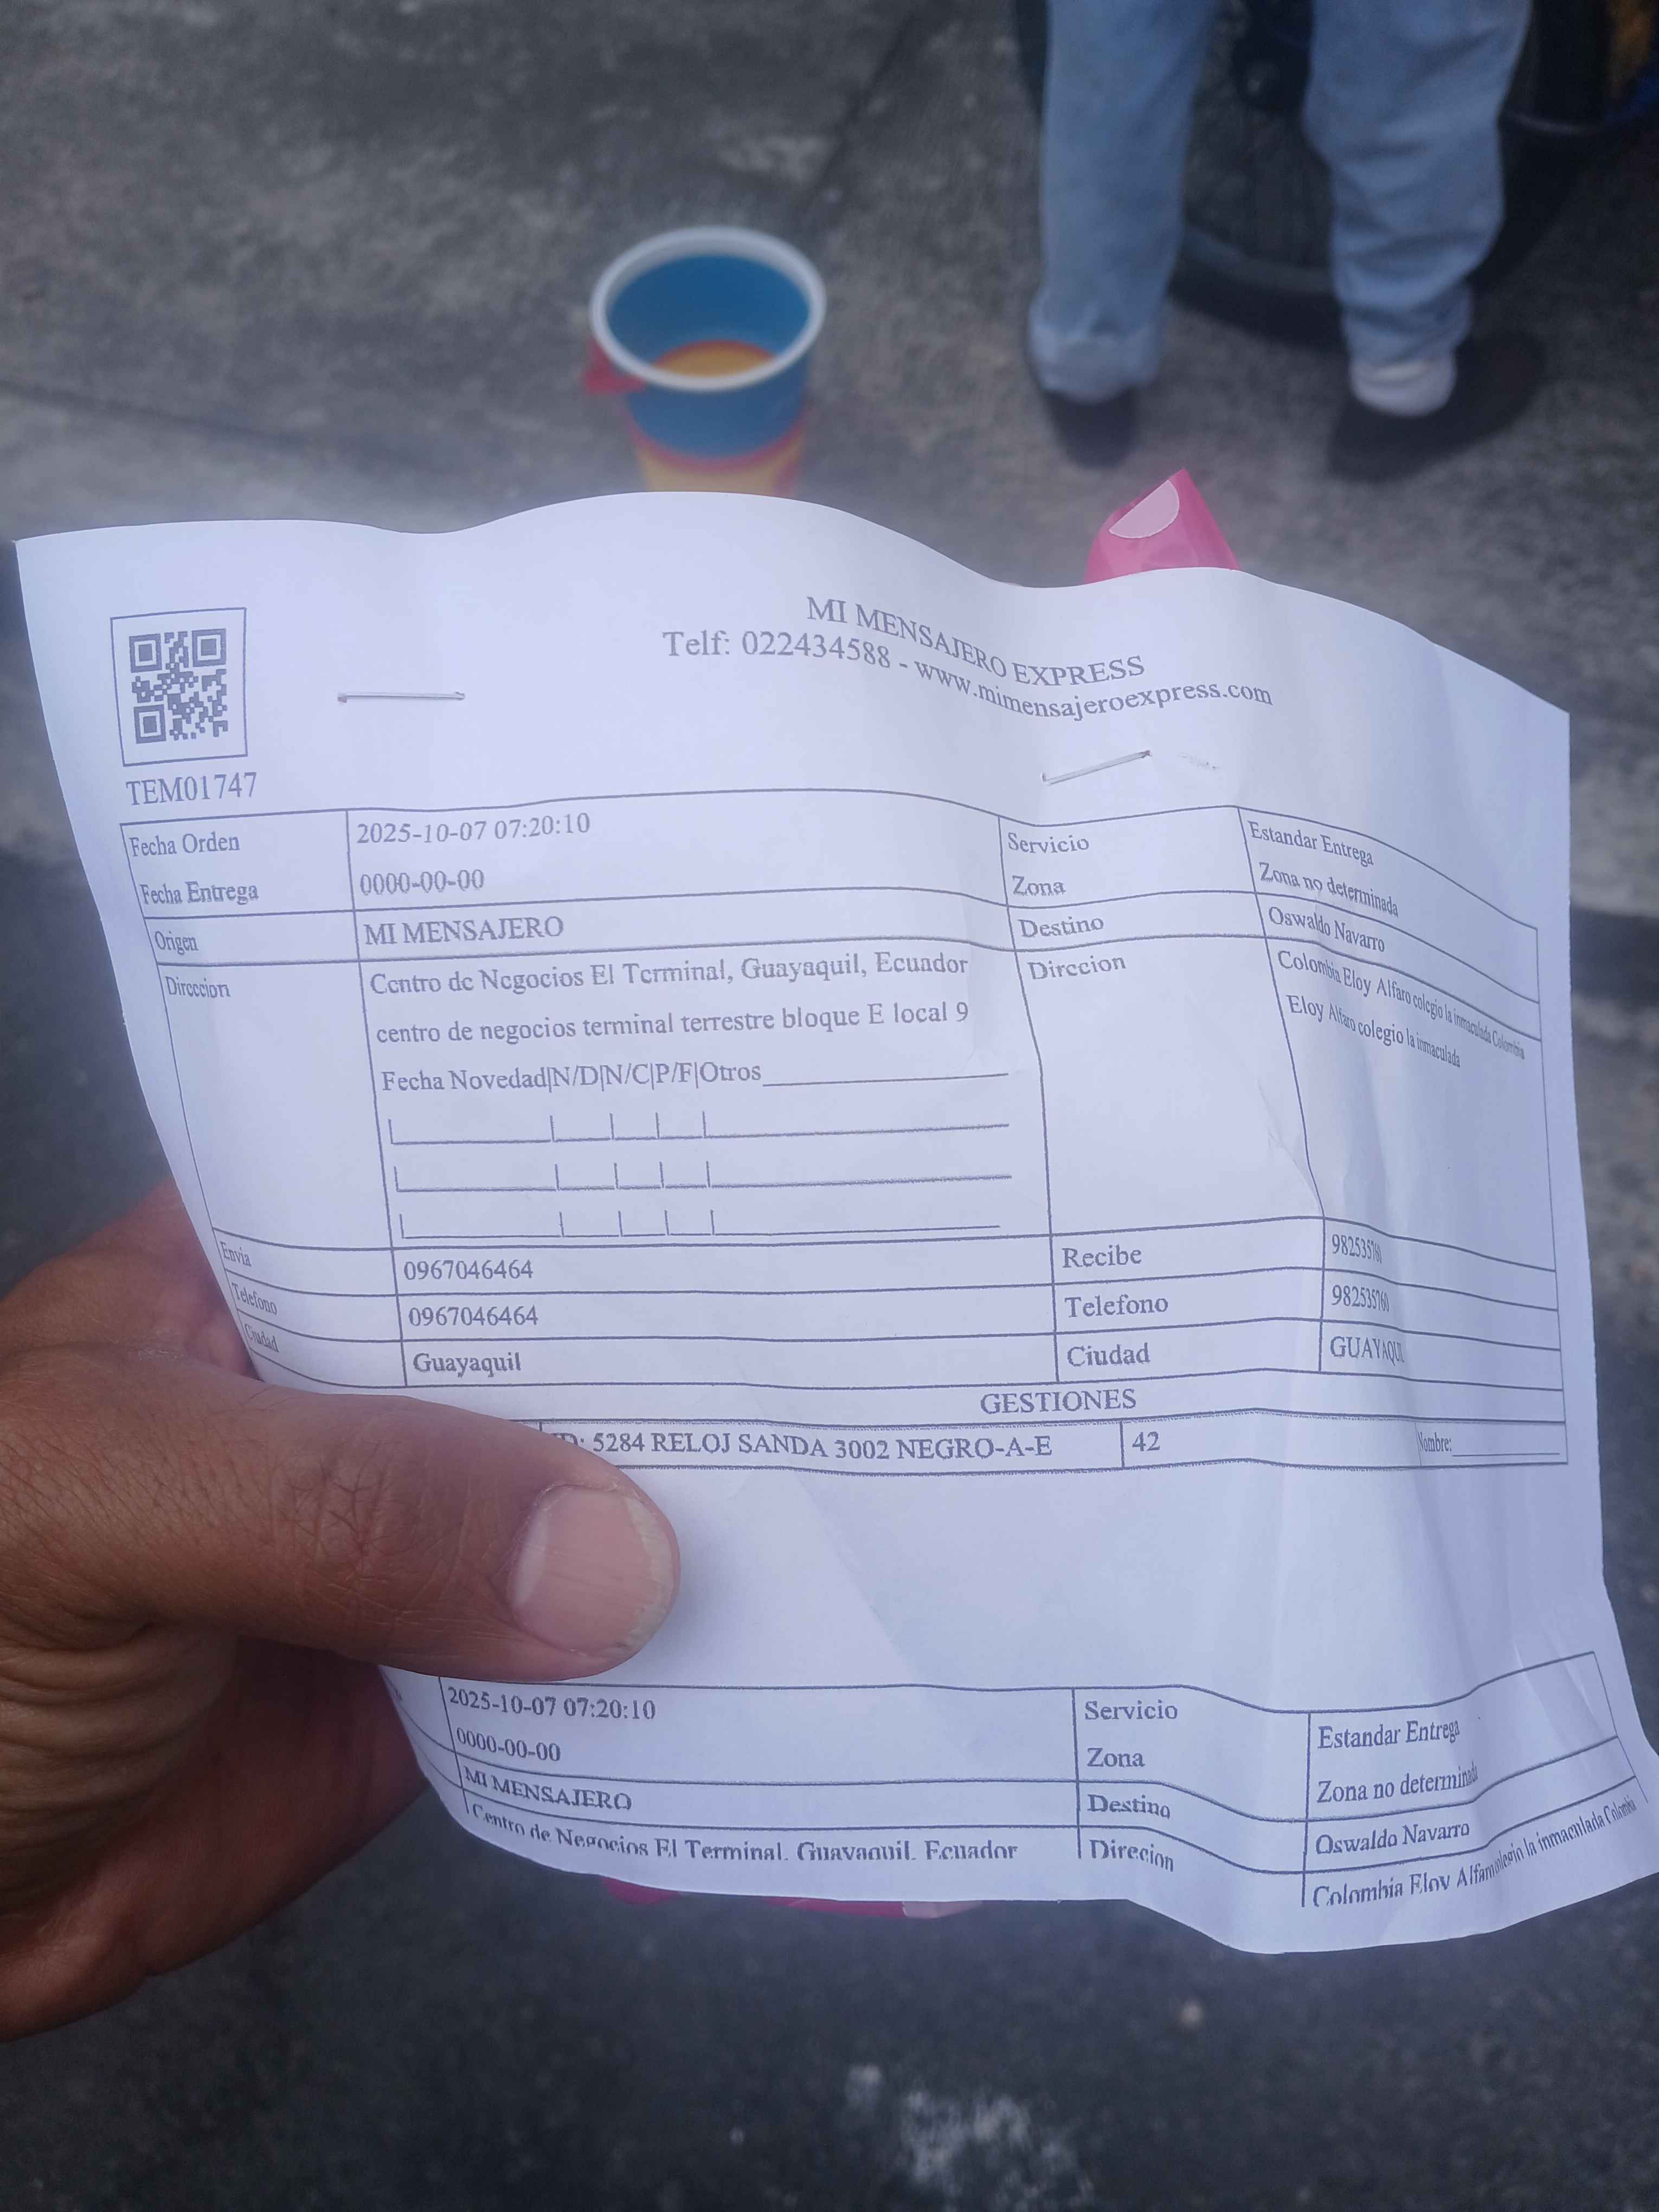 MI MENSAJERO EXPRESS
Telf: 022434588 - www.mimensajeroexpress.com
TEM01747
Fecha Orden 2025-10-07 07:20:10 Servicio Estandar Entrega
Fecha Entrega 0000-00-00 Zona Zona no determinada
Origen MI MENSAJERO Destino Oswaldo Navarro
Direccion Centro de Negocios El Terminal, Guayaquil, Ecuador Direcion Colombia Eloy Alfaro colegio la inmaculada Colombia
centro de negocios terminal terrestre bloque E local 9 Eloy Alfaro colegio la inmaculada
Fecha Novedad|N/D|N/C|P/F|Otros
Envia 0967046464 Recibe 982535760
Telefono 0967046464 Telefono 982535760
Ciudad Guayaquil Ciudad GUAYAQUIL
GESTIONES
ID: 5284 RELOJ SANDA 3002 NEGRO-A-E 42 Nombre:
2025-10-07 07:20:10 Servicio Estandar Entrega
0000-00-00 Zona Zona no determinada
MI MENSAJERO Destino Oswaldo Navarro
Centro de Negocios El Terminal, Guayaquil, Ecuador Direcion Colombia Eloy Alfaro colegio la inmaculada Colombia